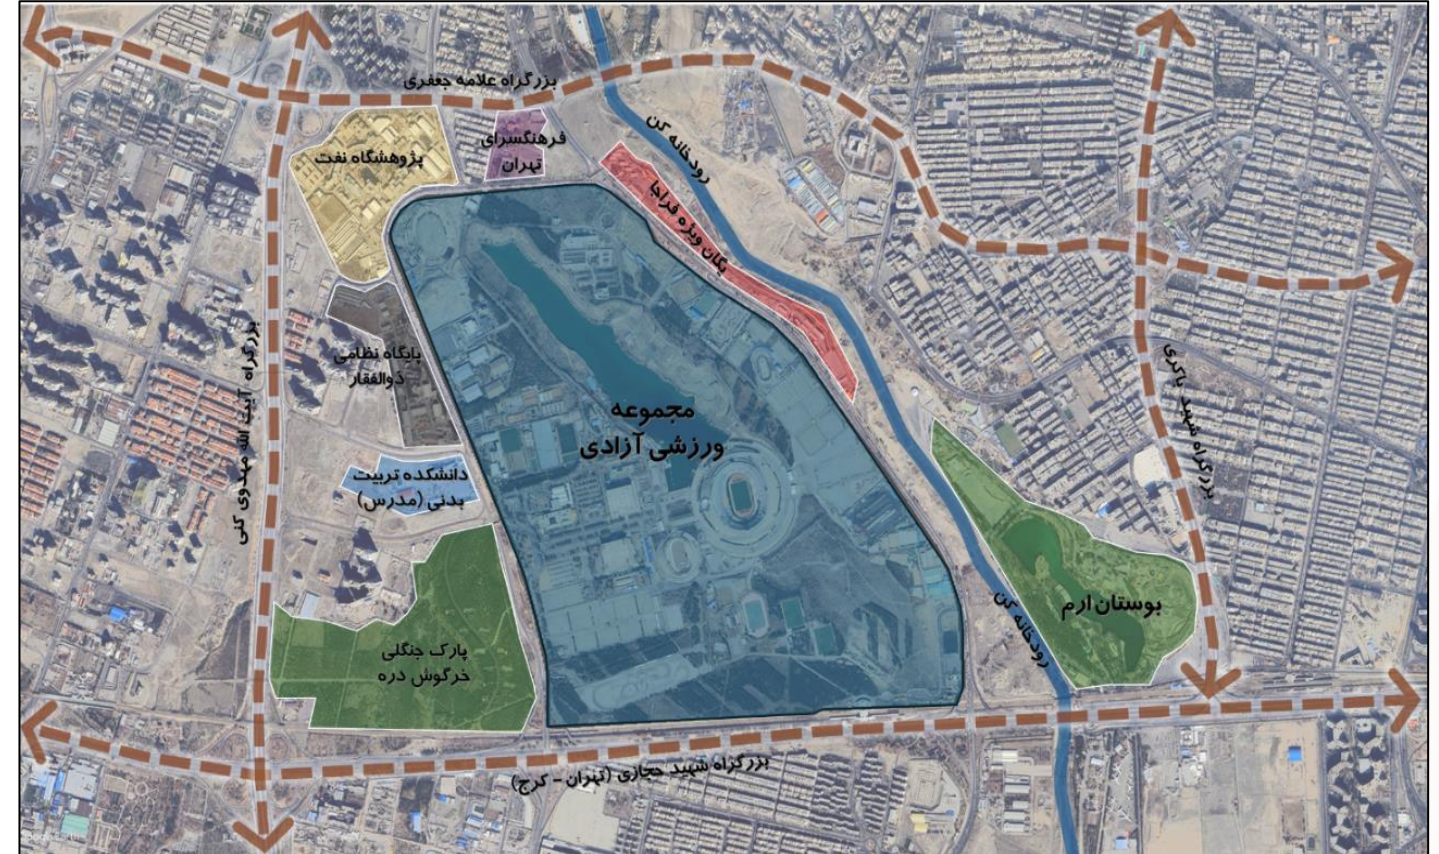 بزرگراه علامه جعفری
رودخانه کن
فرهنگسرای
تهران
پژوهشگاه نفت
یگان ویژه فراجا
پایگاه نظامی
ذوالفقار
بزرگراه آیت الله مهدوی کنی
بزرگراه شهید باکری
مجموعه
ورزشی آزادی
دانشکده تربیت
بدنی (مدرس)
بوستان ارم
رودخانه کن
پارک جنگلی
خرگوش دره
بزرگراه شهید حجازی (تهران - کرج)